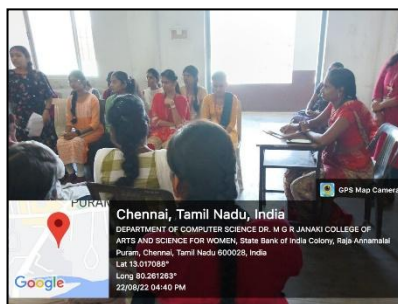 GPS Map Camera
PURAM
Google
Chennai, Tamil Nadu, India
DEPARTMENT OF COMPUTER SCIENCE DR. M G R JANAKI COLLEGE OF
ARTS AND SCIENCE FOR WOMEN, State Bank of India Colony, Raja Annamalai
Puram, Chennai, Tamil Nadu 600028, India
Lat 13.017088°
Long 80.261263°
22/08/22 04:40 PM